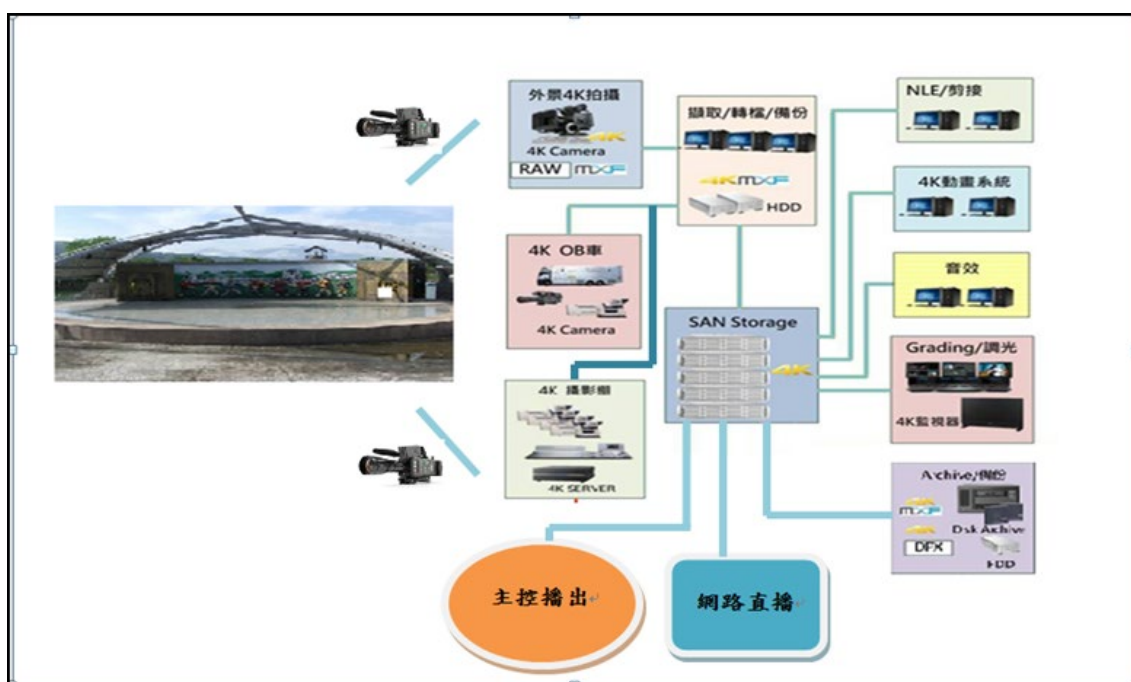 外景4K拍攝
4K
4K Camera
RAW mxf
擷取/轉檔/備份
4K mxf
HDD
NLE/剪接
4K動畫系統
4K OB車
4K Camera
音效
SAN Storage
4K
Grading/調光
4K監視器
4K 攝影棚
4K SERVER
Archive/備份
4K
mxf
4K
Disk Archive
DPX
HDD
主控播出
網路直播